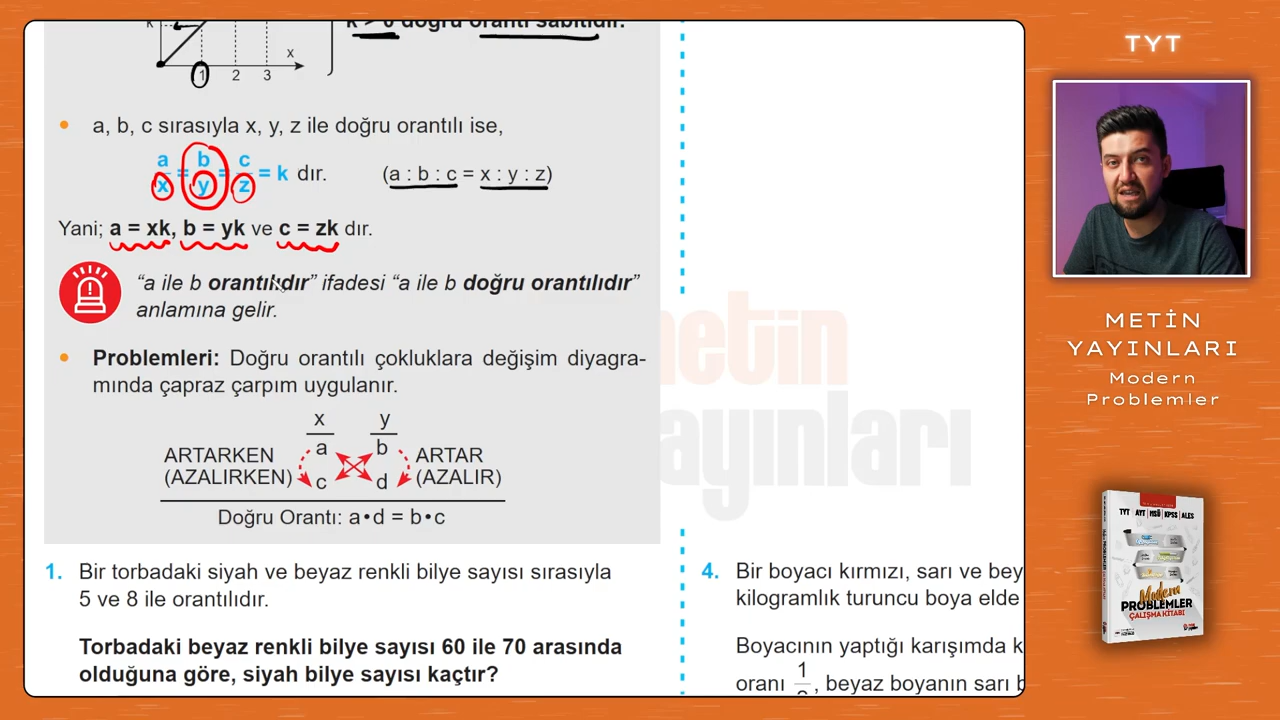 k > 0 doğru orantı sabitidir.
k
x
1 2 3
• a, b, c sırasıyla x, y, z ile doğru orantılı ise,
a/x = b/y = c/z = k dır. (a : b : c = x : y : z)
Yani; a = xk, b = yk ve c = zk dır.
“a ile b orantılıdır” ifadesi “a ile b doğru orantılıdır”
anlamına gelir.
• Problemleri: Doğru orantılı çokluklara değişim diyagra-
mında çapraz çarpım uygulanır.
x y
ARTARKEN a b ARTAR
(AZALIRKEN) c d (AZALIR)
Doğru Orantı: a•d = b•c
1. Bir torbadaki siyah ve beyaz renkli bilye sayısı sırasıyla
5 ve 8 ile orantılıdır.
Torbadaki beyaz renkli bilye sayısı 60 ile 70 arasında
olduğuna göre, siyah bilye sayısı kaçtır?
metin
yayınları
4. Bir boyacı kırmızı, sarı ve bey
kilogramlık turuncu boya elde
Boyacının yaptığı karışımda k
oranı 1, beyaz boyanın sarı b
TYT
METİN
YAYINLARI
Modern
Problemler
TYT AYT MSÜ KPSS ALES
Modern
PROBLEMLER
ÇALIŞMA KİTABI